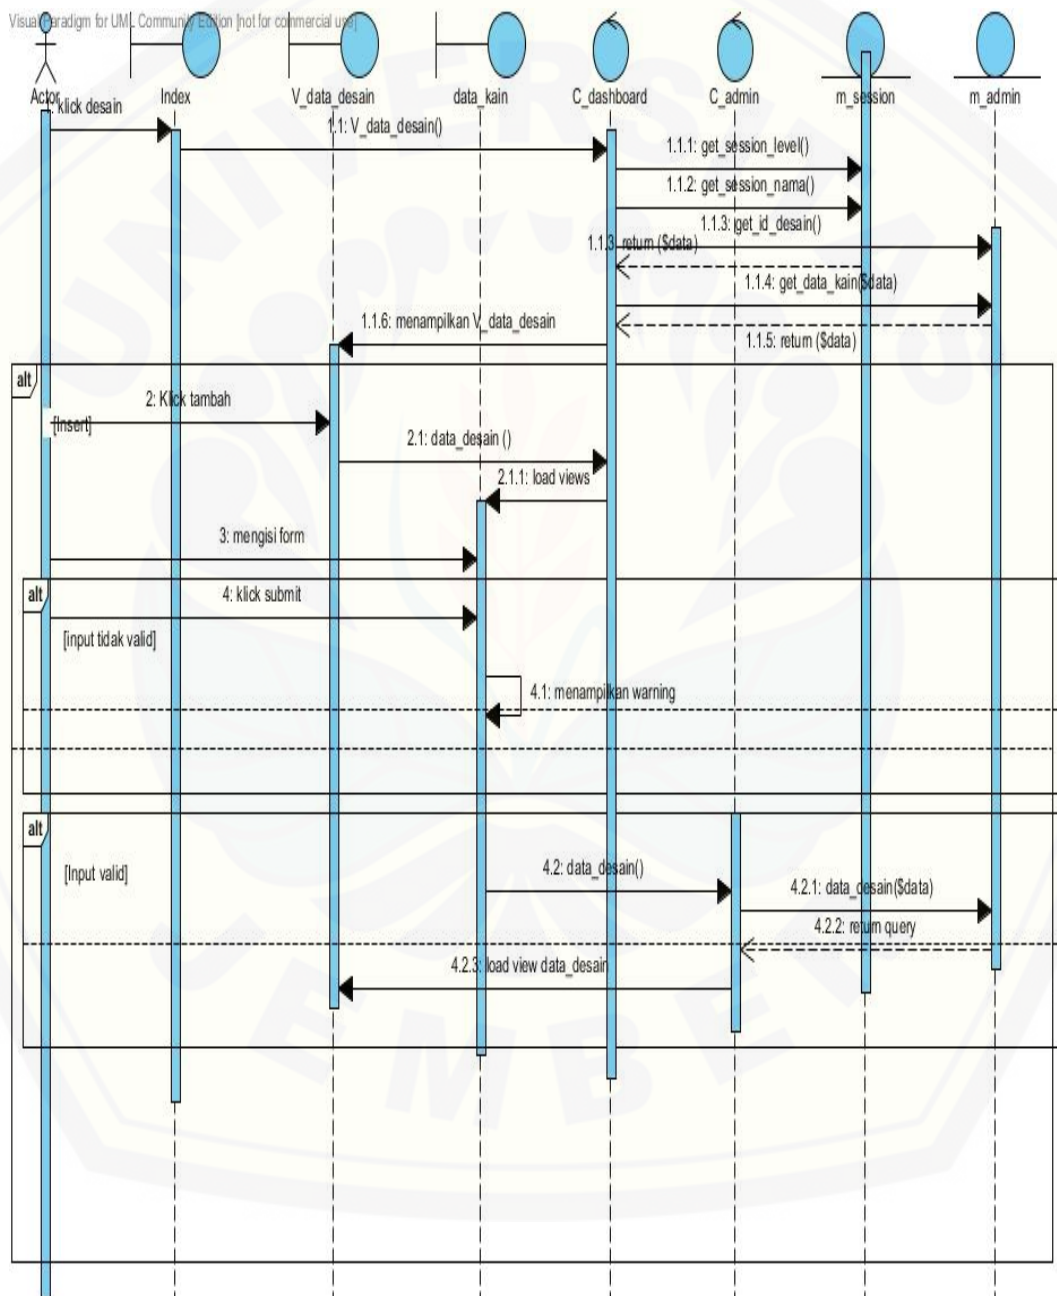 Visual Paradigm for UML Community Edition [not for commercial use]
Actor
Index
V_data_desain
data_kain
C_dashboard
C_admin
m_session
m_admin
klick desain
1.1: V_data_desain()
1.1.1: get_session_level()
1.1.2: get_session_nama()
1.1.3: get_id_desain()
1.1.3 return ($data)
1.1.4: get_data_kain($data)
1.1.6: menampilkan V_data_desain
1.1.5: return ($data)
alt
2: Klick tambah
[Insert]
2.1: data_desain ()
2.1.1: load views
3: mengisi form
alt
4: klick submit
[input tidak valid]
4.1: menampilkan warning
alt
[Input valid]
4.2: data_desain()
4.2.1: data_desain($data)
4.2.2: return query
4.2.3: load view data_desain
UNIVERSITAS
JEMBER